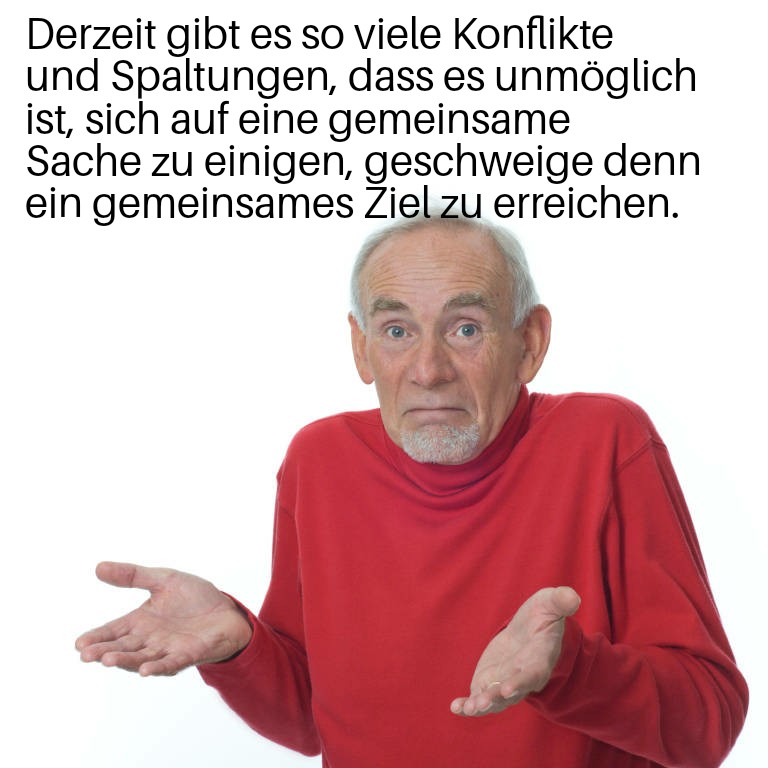 Derzeit gibt es so viele Konflikte
und Spaltungen, dass es unmöglich
ist, sich auf eine gemeinsame
Sache zu einigen, geschweige denn
ein gemeinsames Ziel zu erreichen.